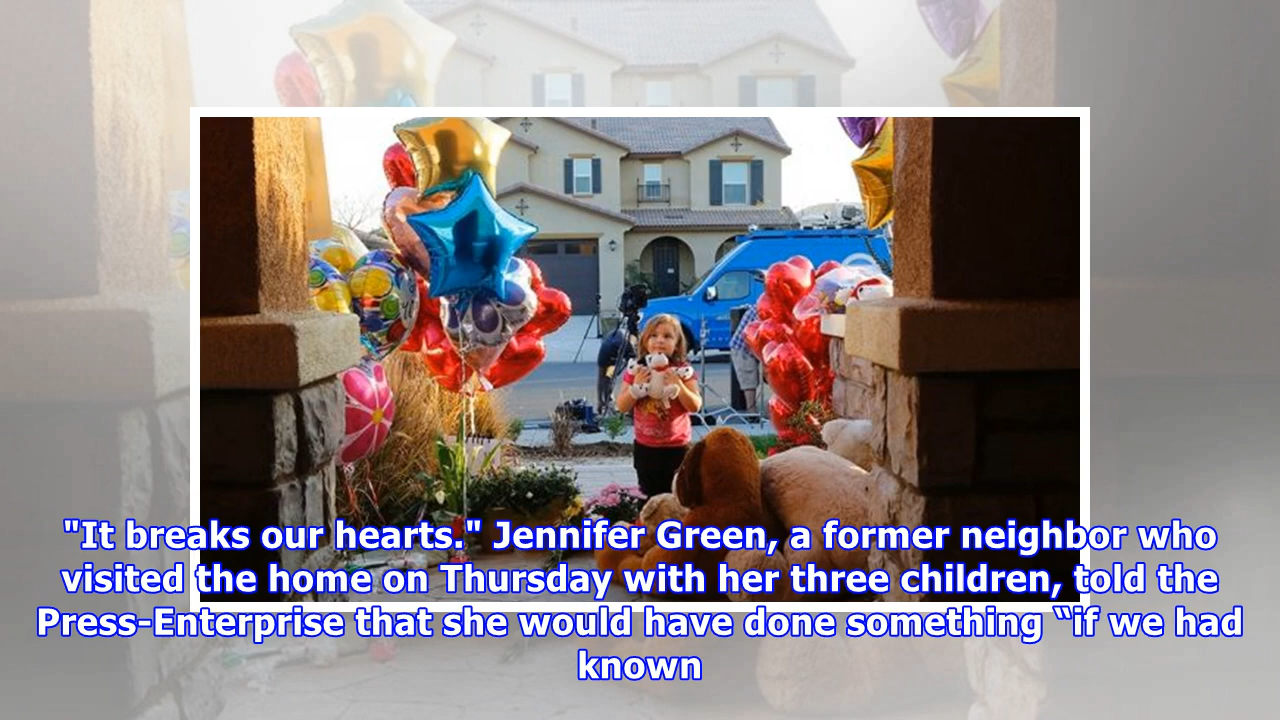 "It breaks our hearts." Jennifer Green, a former neighbor who
visited the home on Thursday with her three children, told the
Press-Enterprise that she would have done something “if we had
known